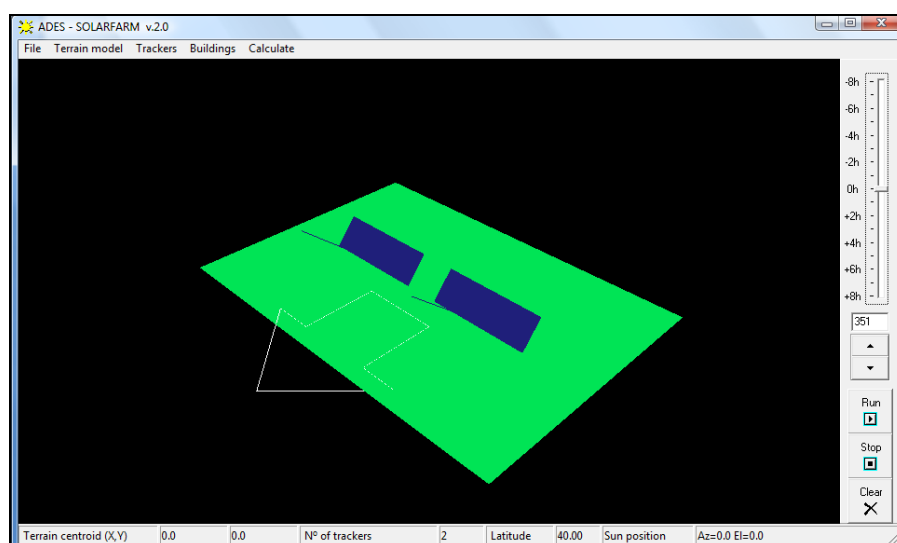 ADES - SOLARFARM v.2.0
File Terrain model Trackers Buildings Calculate
-8h
-6h
-4h
-2h
0h
+2h
+4h
+6h
+8h
351
Run
Stop
Clear
Terrain centroid (X,Y) 0.0 0.0 Nº of trackers 2 Latitude 40.00 Sun position Az=0.0 El=0.0